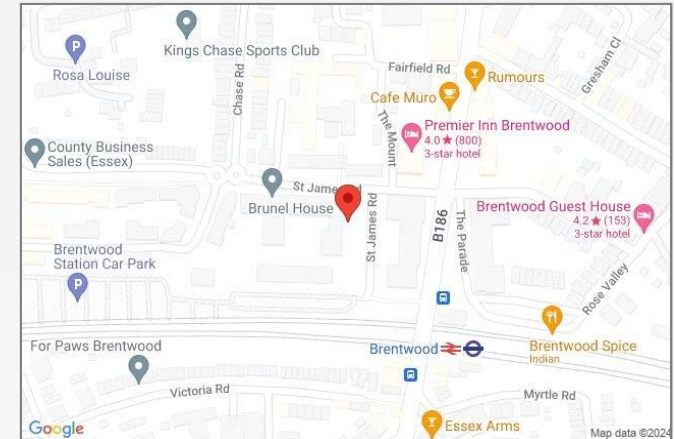 P
Rosa Louise
Kings Chase Sports Club
Chase Rd
Fairfield Rd
Rumours
Gresham Cl
Cafe Muro
The Mount
Premier Inn Brentwood
4.0 ★ (800)
3-star hotel
County Business
Sales (Essex)
St James
Brunel House
St James Rd
B186
The Parade
Brentwood Guest House
4.2 ★ (153)
3-star hotel
Brentwood
Station Car Park
P
Rose Valley
For Paws Brentwood
Brentwood
Brentwood Spice
Indian
Victoria Rd
Myrtle Rd
Essex Arms
Google
Map data ©2024